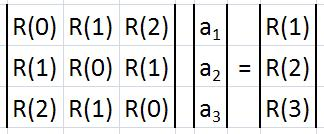 R(0) R(1) R(2) a₁ R(1)
R(1) R(0) R(1) a₂ = R(2)
R(2) R(1) R(0) a₃ R(3)